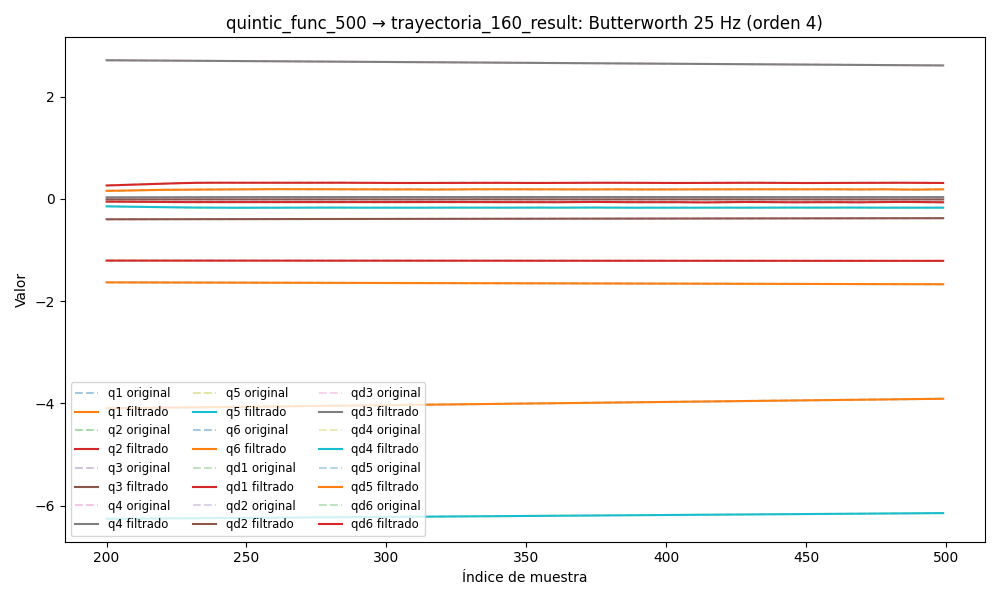 quintic_func_500 → trayectoria_160_result: Butterworth 25 Hz (orden 4)
Valor
2
0
−2
−4
−6
q1 original
q1 filtrado
q2 original
q2 filtrado
q3 original
q3 filtrado
q4 original
q4 filtrado
q5 original
q5 filtrado
q6 original
q6 filtrado
qd1 original
qd1 filtrado
qd2 original
qd2 filtrado
qd3 original
qd3 filtrado
qd4 original
qd4 filtrado
qd5 original
qd5 filtrado
qd6 original
qd6 filtrado
200 250 300 350 400 450 500
Índice de muestra